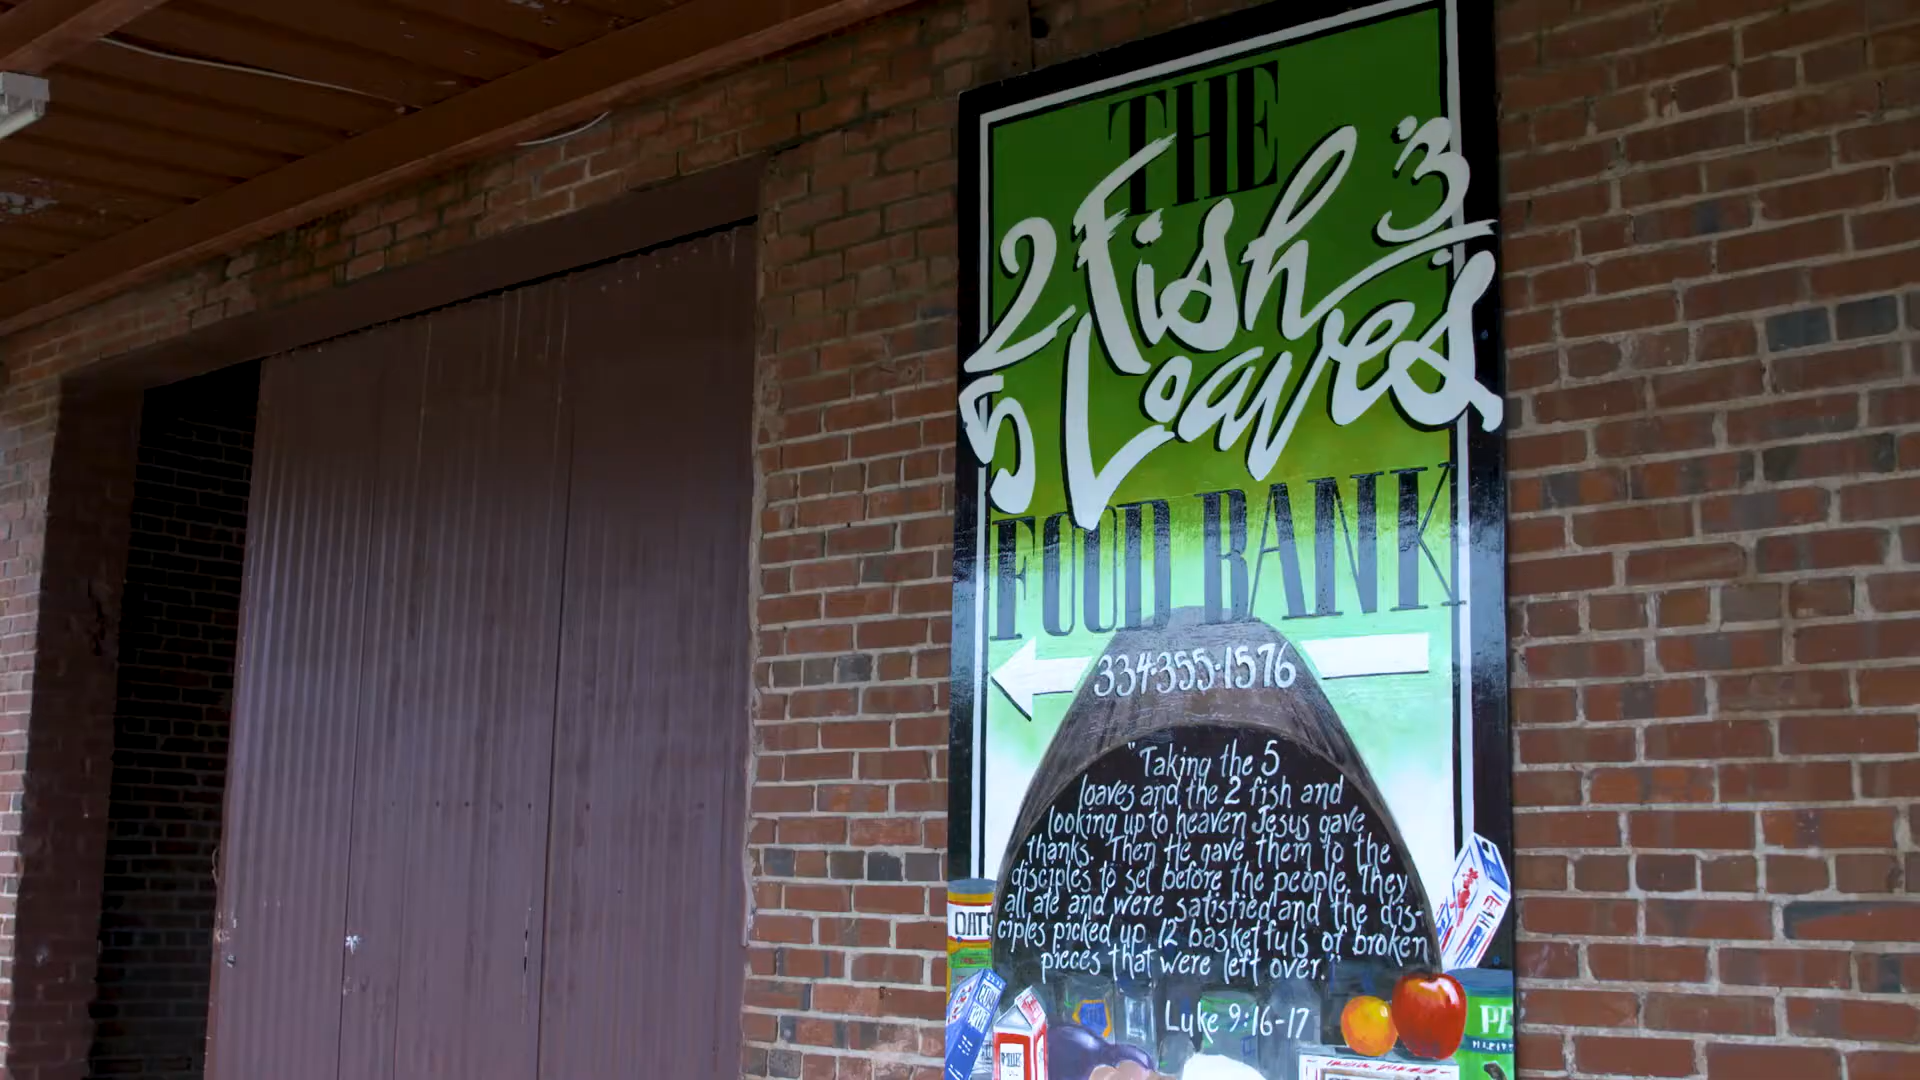 THE
2 Fish &
5 Loaves
FOOD BANK
334·355·1576
"Taking the 5
loaves and the 2 fish and
looking up to heaven Jesus gave
thanks. Then He gave them to the
disciples to set before the people. They
all ate and were satisfied and the dis-
ciples picked up 12 basketfuls of broken
pieces that were left over."
Luke 9:16-17
OATS
MILK